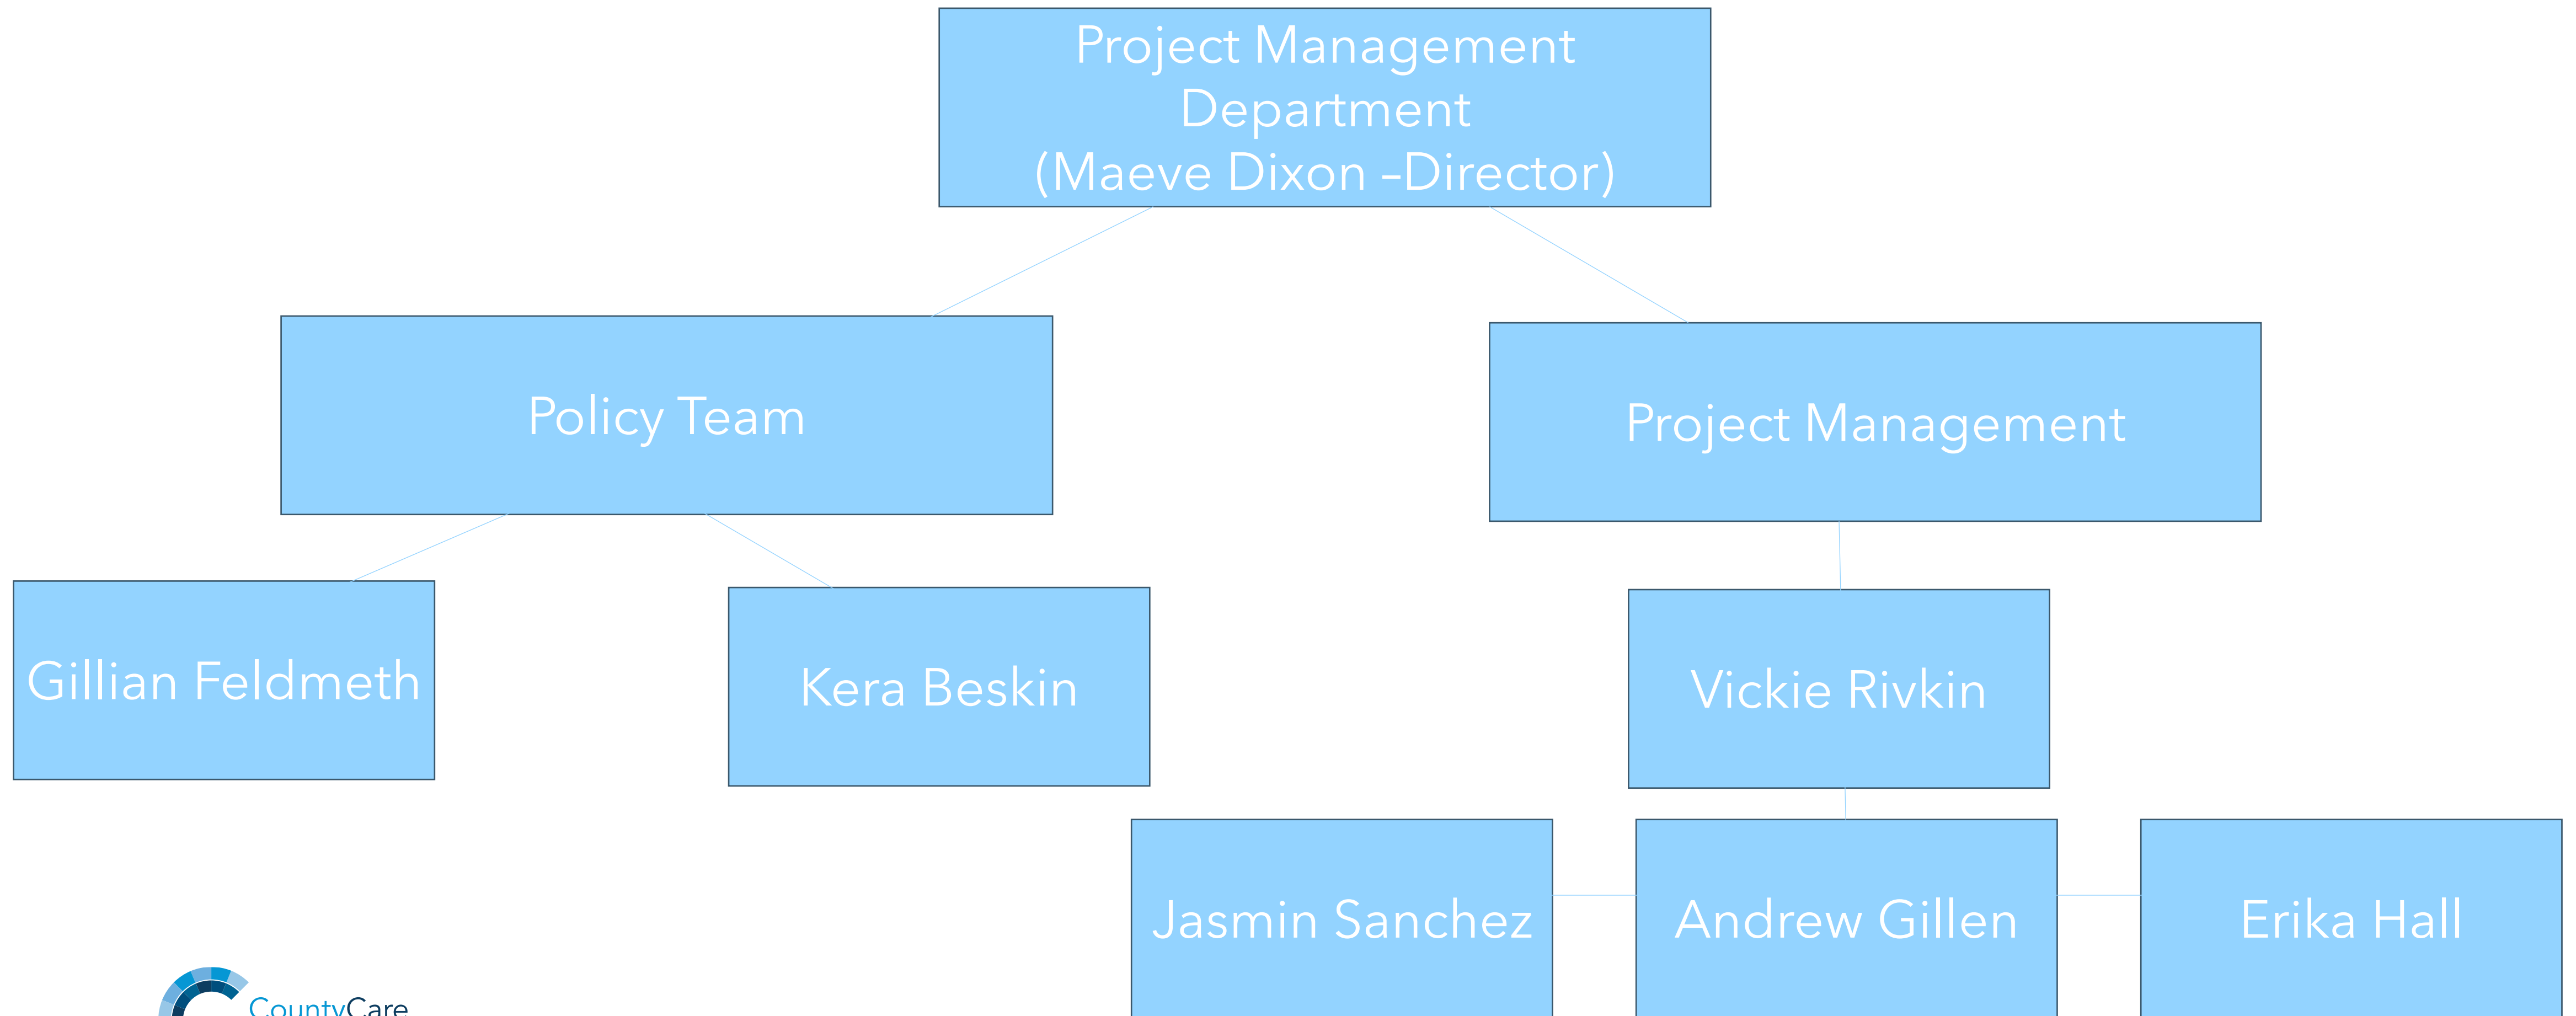 Project Management
Department
(Maeve Dixon –Director)
Policy Team
Project Management
Gillian Feldmeth
Kera Beskin
Vickie Rivkin
Jasmin Sanchez
Andrew Gillen
Erika Hall
CountyCare